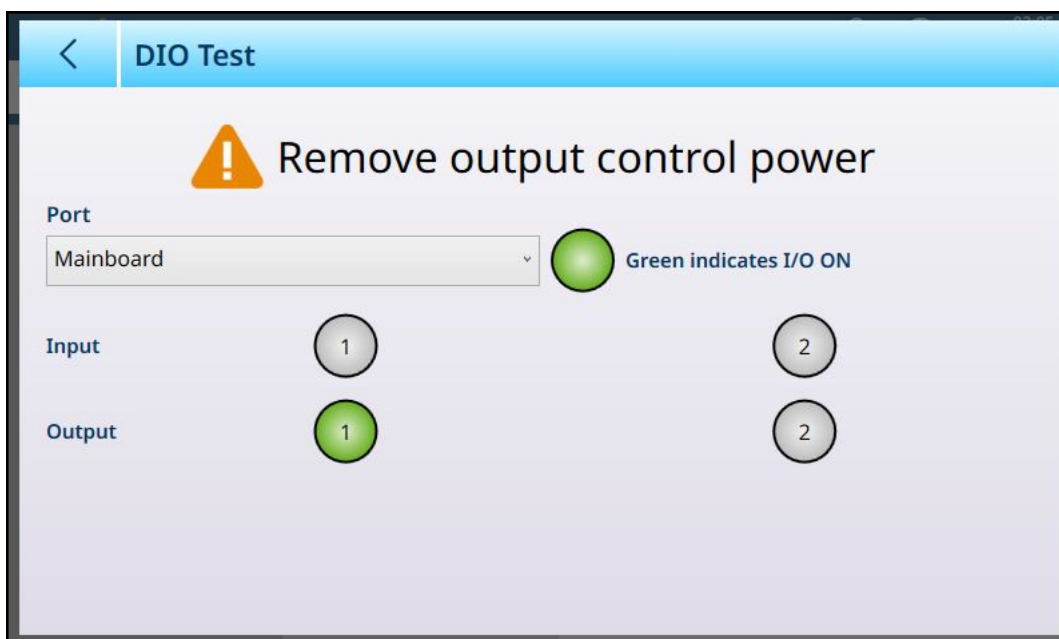 DIO Test
Remove output control power
Port
Mainboard
Green indicates I/O ON
Input 1 2
Output 1 2